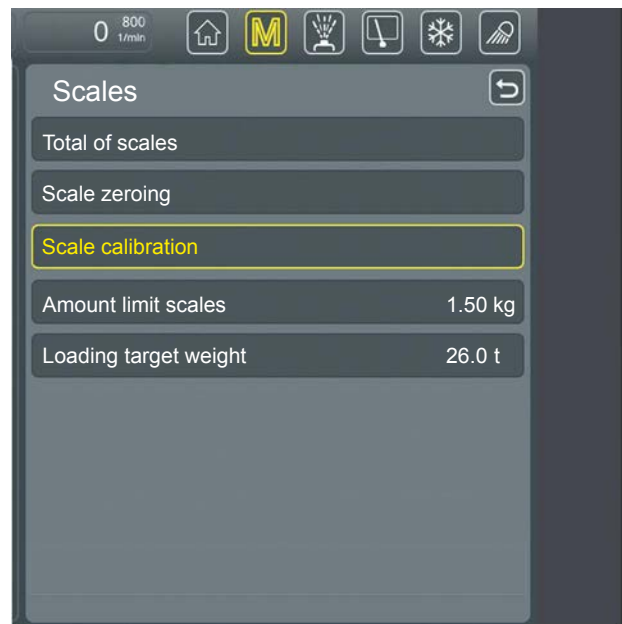 0 800
1/min
M
Scales
Total of scales
Scale zeroing
Scale calibration
Amount limit scales 1.50 kg
Loading target weight 26.0 t